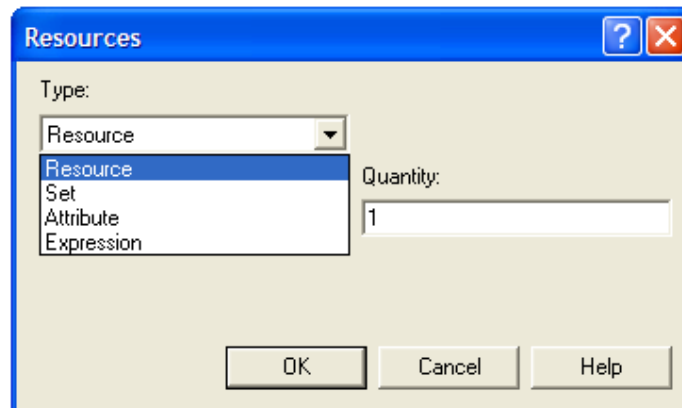 Resources
Type:
Resource
Resource
Set
Attribute
Expression
Quantity:
1
OK Cancel Help